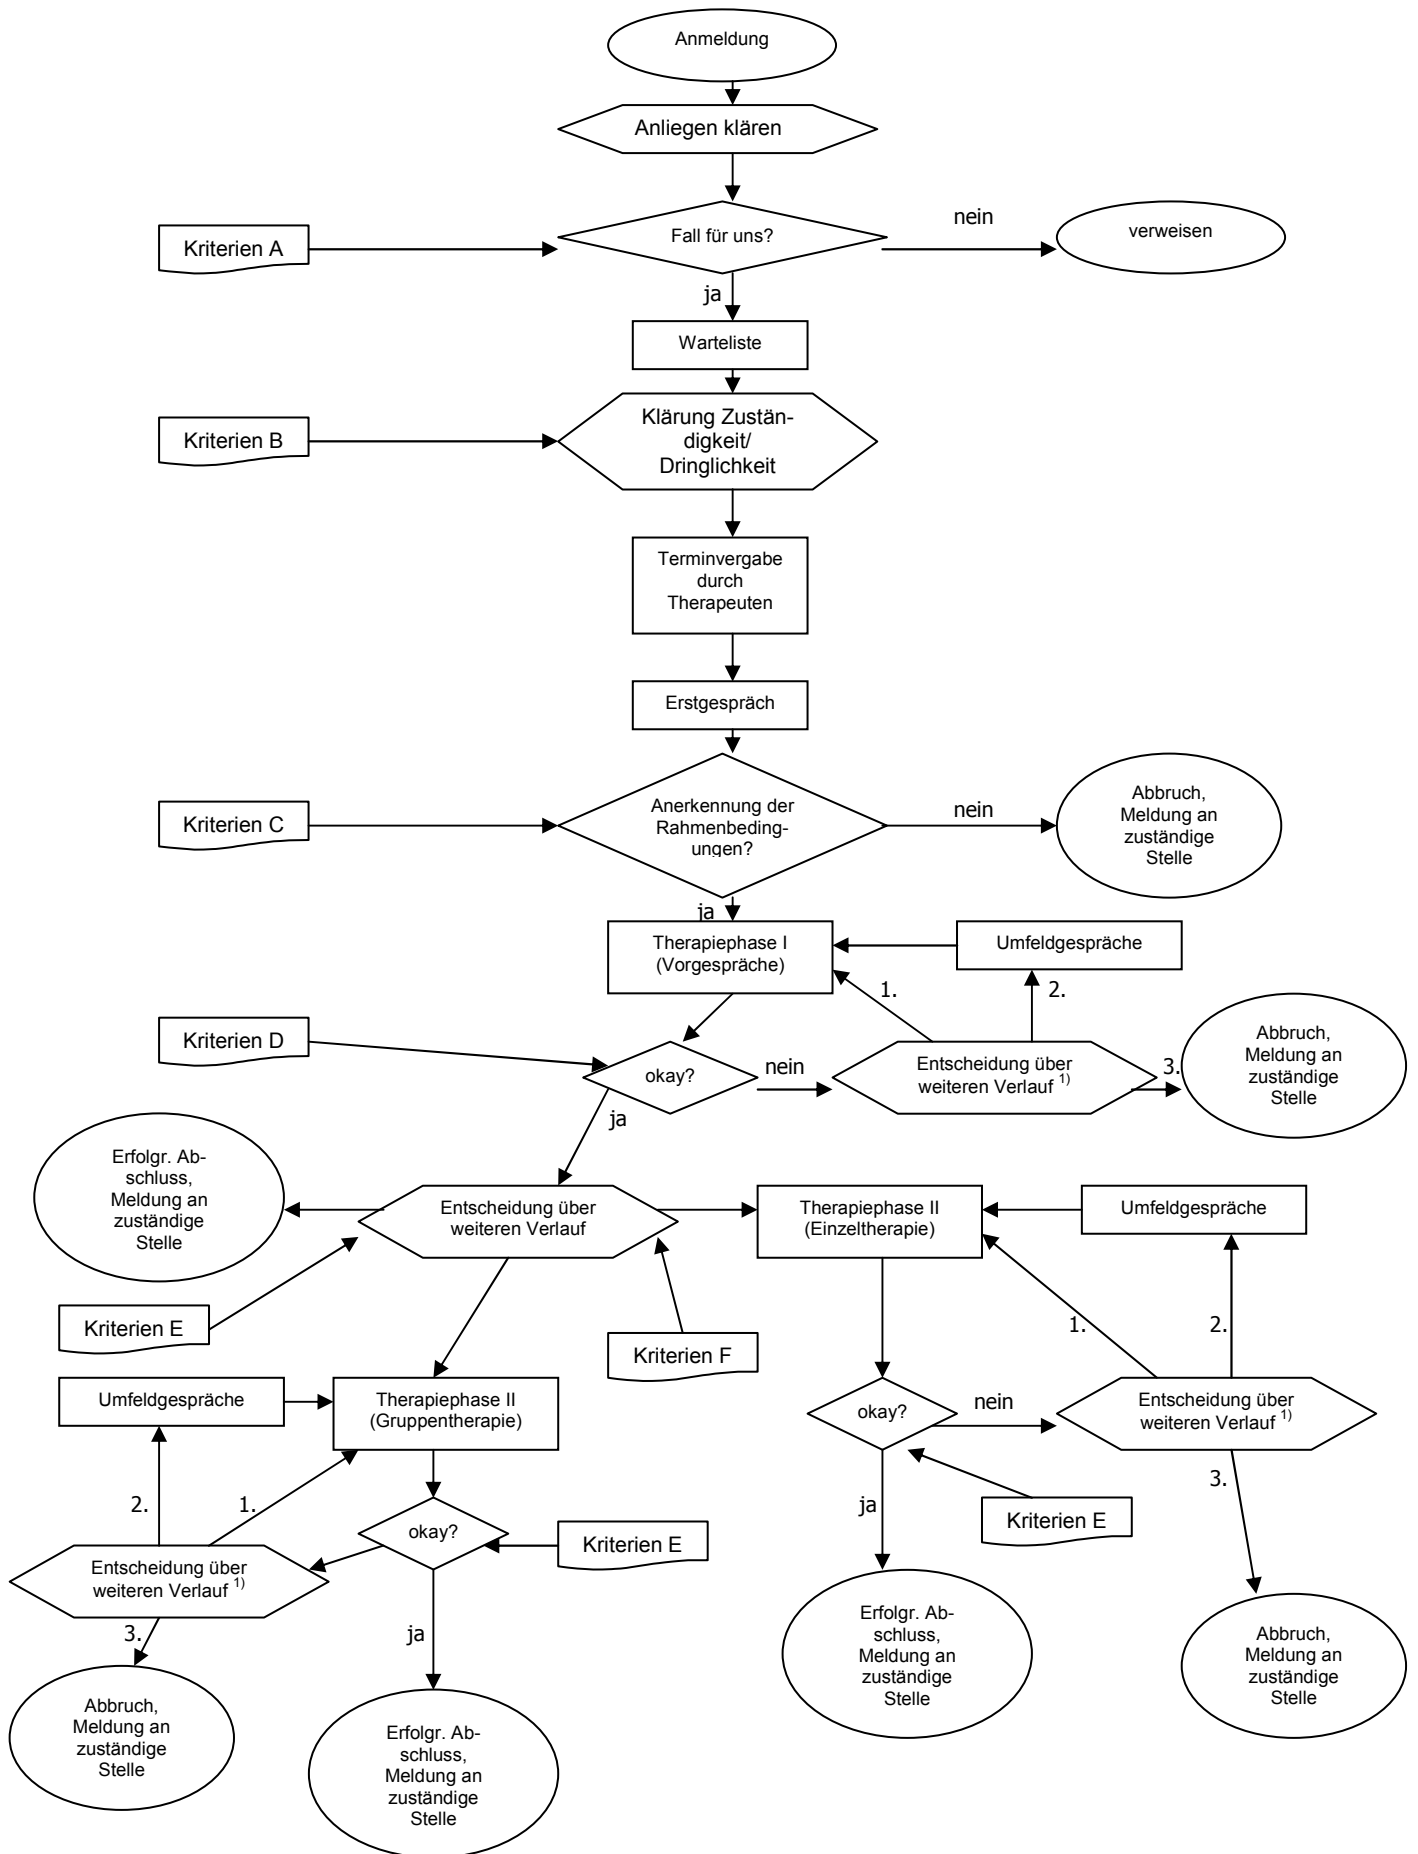 Anmeldung
Anliegen klären
Kriterien A
Fall für uns?
nein
verweisen
ja
Warteliste
Kriterien B
Klärung Zustän-
digkeit/
Dringlichkeit
Terminvergabe
durch
Therapeuten
Erstgespräch
Kriterien C
Anerkennung der
Rahmenbeding-
ungen?
nein
Abbruch,
Meldung an
zuständige
Stelle
ja
Therapiephase I
(Vorgespräche)
Umfeldgespräche
1.
2.
Kriterien D
okay?
nein
Entscheidung über
weiteren Verlauf 1)
3.
Abbruch,
Meldung an
zuständige
Stelle
ja
Erfolgr. Ab-
schluss,
Meldung an
zuständige
Stelle
Entscheidung über
weiteren Verlauf
Therapiephase II
(Einzeltherapie)
Umfeldgespräche
Kriterien E
Kriterien F
1.
2.
Umfeldgespräche
Therapiephase II
(Gruppentherapie)
okay?
nein
Entscheidung über
weiteren Verlauf 1)
2.
1.
okay?
Kriterien E
ja
Kriterien E
3.
Entscheidung über
weiteren Verlauf 1)
3.
ja
Erfolgr. Ab-
schluss,
Meldung an
zuständige
Stelle
Abbruch,
Meldung an
zuständige
Stelle
Abbruch,
Meldung an
zuständige
Stelle
Erfolgr. Ab-
schluss,
Meldung an
zuständige
Stelle